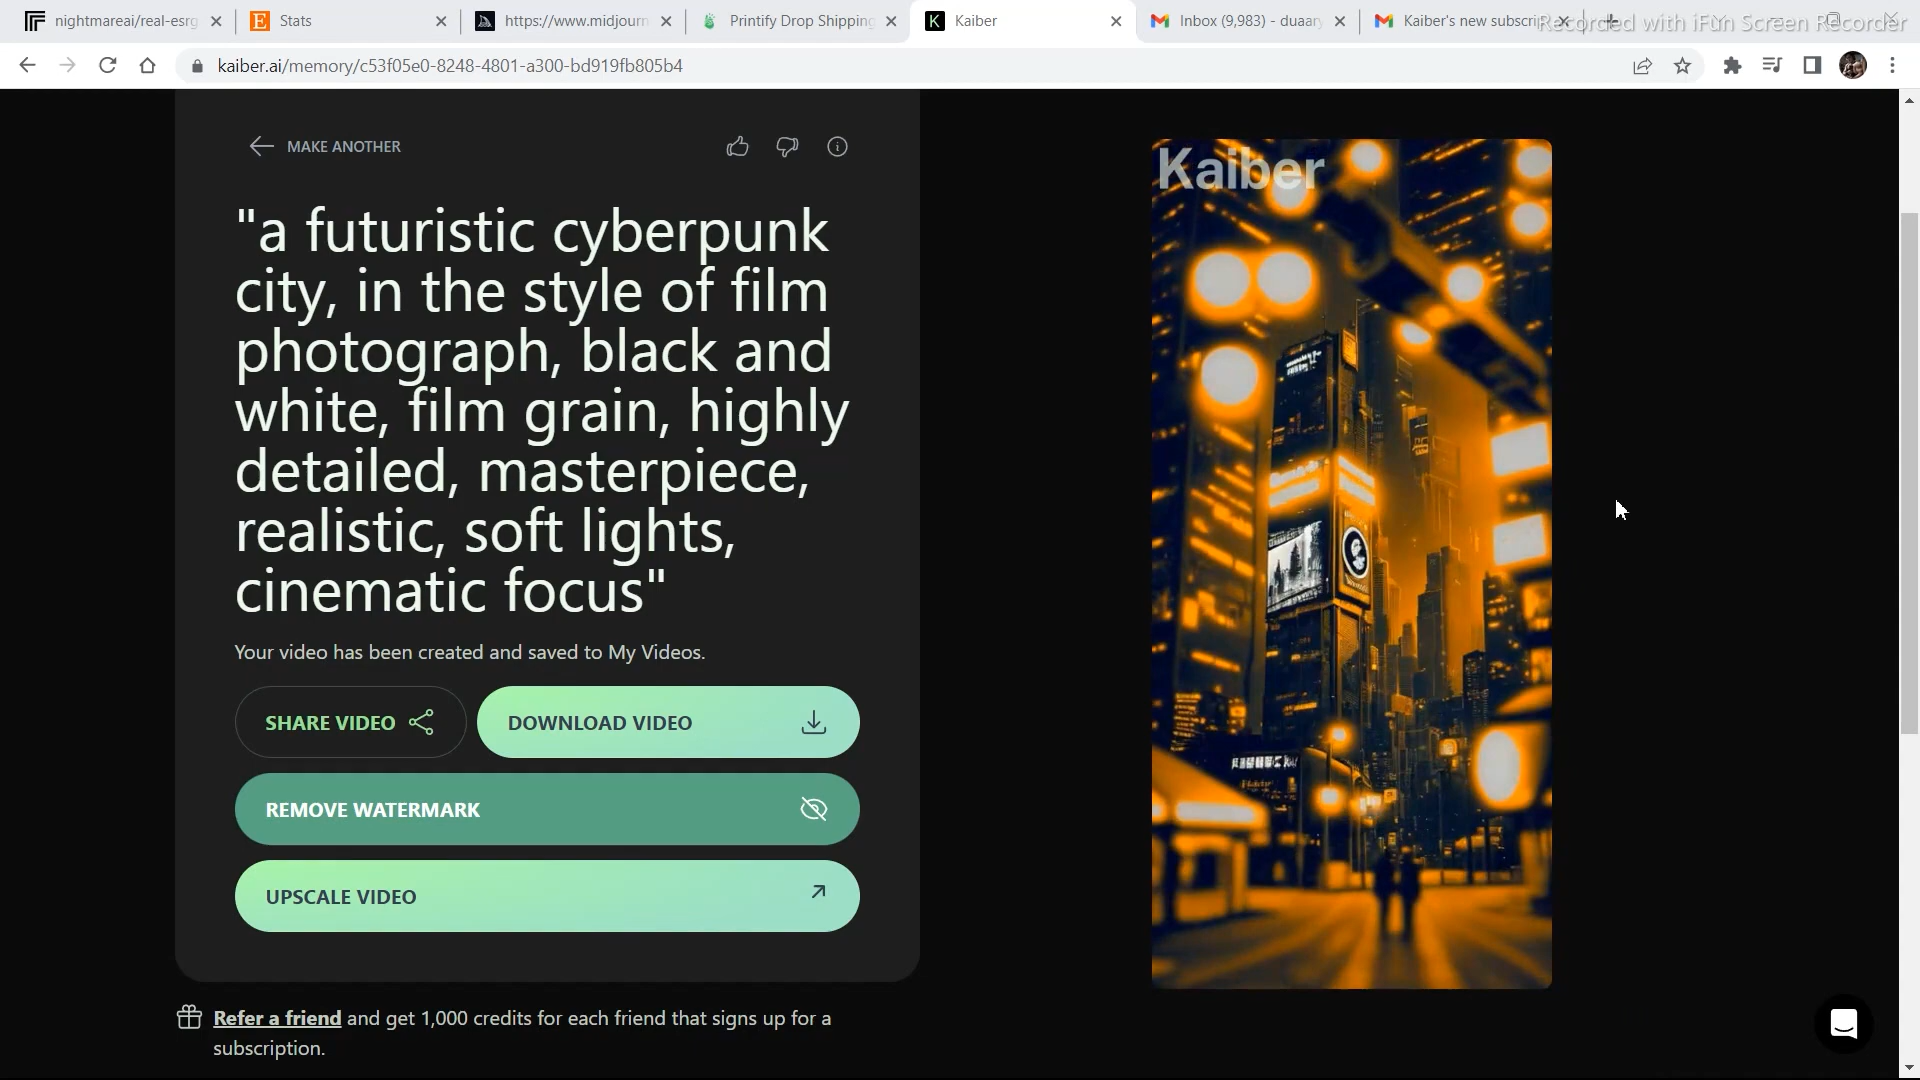 nightmareai/real-esrg
Stats
https://www.midjourn
Printify Drop Shipping
Kaiber
Inbox (9,983) - duaary
Kaiber's new subscri
Recorded with iFun Screen Recorder
kaiber.ai/memory/c53f05e0-8248-4801-a300-bd919fb805b4
MAKE ANOTHER
"a futuristic cyberpunk
city, in the style of film
photograph, black and
white, film grain, highly
detailed, masterpiece,
realistic, soft lights,
cinematic focus"
Your video has been created and saved to My Videos.
SHARE VIDEO
DOWNLOAD VIDEO
REMOVE WATERMARK
UPSCALE VIDEO
Refer a friend and get 1,000 credits for each friend that signs up for a
subscription.
Kaiber